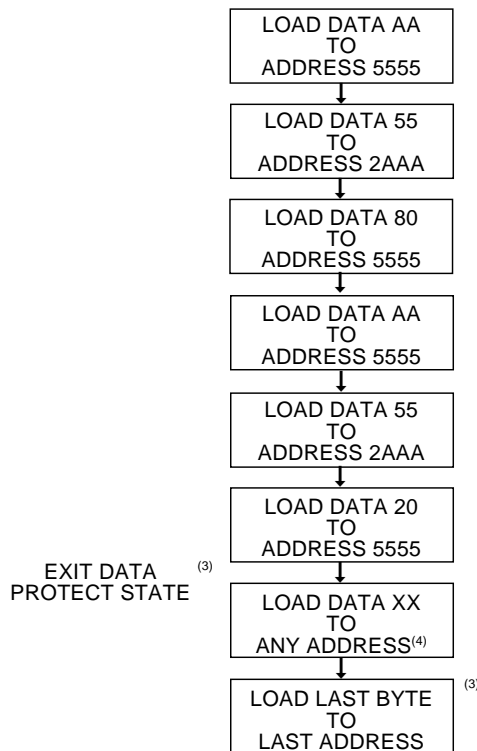 LOAD DATA AA
TO
ADDRESS 5555
LOAD DATA 55
TO
ADDRESS 2AAA
LOAD DATA 80
TO
ADDRESS 5555
LOAD DATA AA
TO
ADDRESS 5555
LOAD DATA 55
TO
ADDRESS 2AAA
LOAD DATA 20
TO
ADDRESS 5555
EXIT DATA (3)
PROTECT STATE
LOAD DATA XX
TO
ANY ADDRESS(4)
LOAD LAST BYTE (3)
TO
LAST ADDRESS